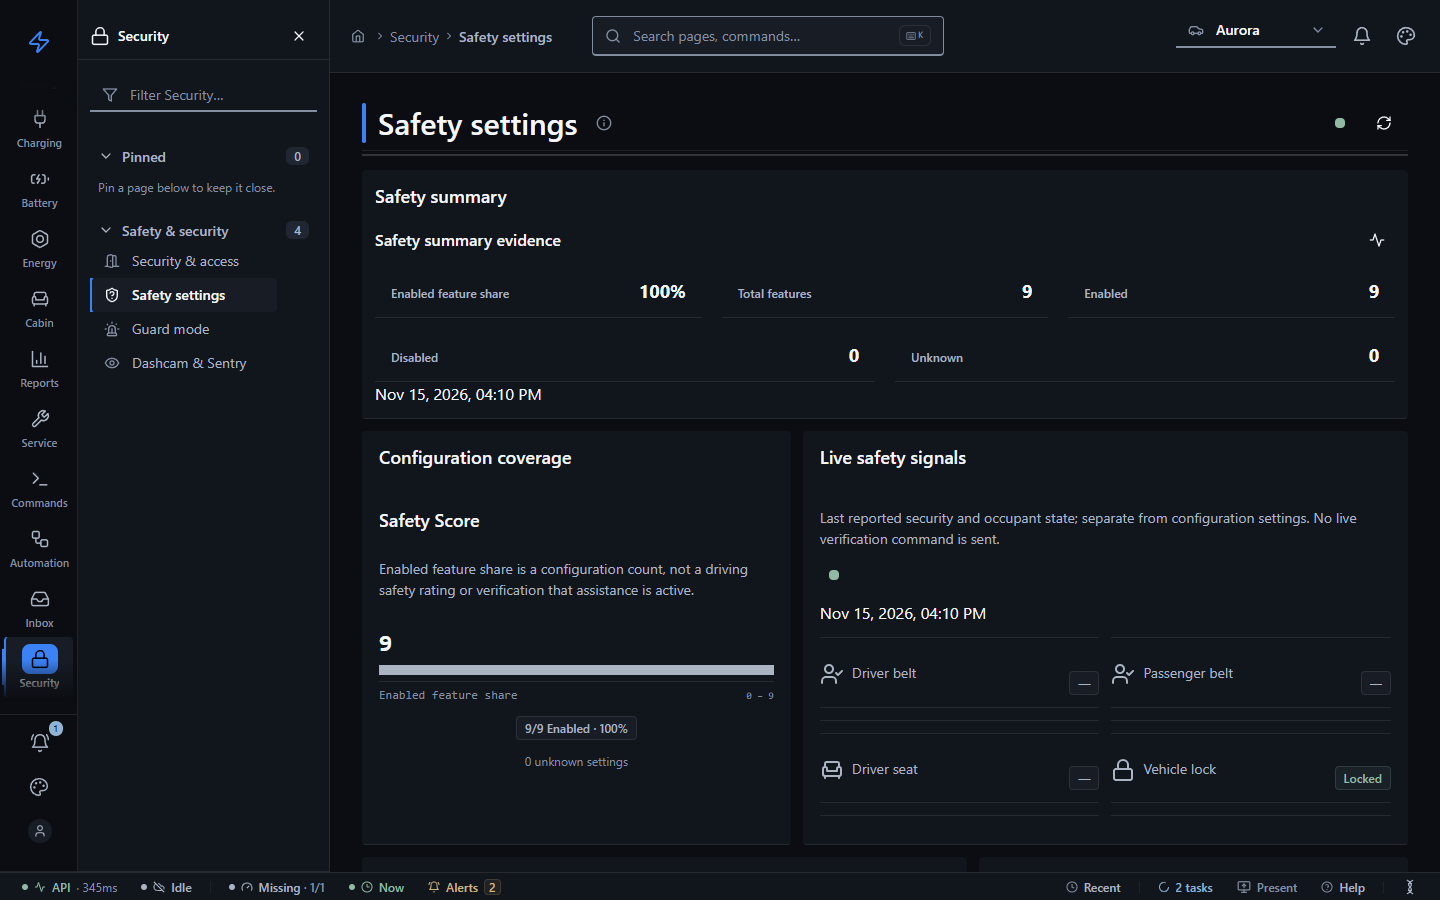 Security
Filter Security...
Pinned
0
Pin a page below to keep it close.
Safety & security
4
Security & access
Safety settings
Guard mode
Dashcam & Sentry
Charging
Battery
Energy
Cabin
Reports
Service
Commands
Automation
Inbox
Security
1
Security
Safety settings
Search pages, commands...
K
Aurora
Safety settings
Safety summary
Safety summary evidence
Enabled feature share 100%
Total features 9
Enabled 9
Disabled 0
Unknown 0
Nov 15, 2026, 04:10 PM
Configuration coverage
Safety Score
Enabled feature share is a configuration count, not a driving
safety rating or verification that assistance is active.
9
Enabled feature share 0 – 9
9/9 Enabled · 100%
0 unknown settings
Live safety signals
Last reported security and occupant state; separate from configuration settings. No live
verification command is sent.
Nov 15, 2026, 04:10 PM
Driver belt —
Passenger belt —
Driver seat —
Vehicle lock Locked
API · 345ms
Idle
Missing · 1/1
Now
Alerts 2
Recent
2 tasks
Present
Help